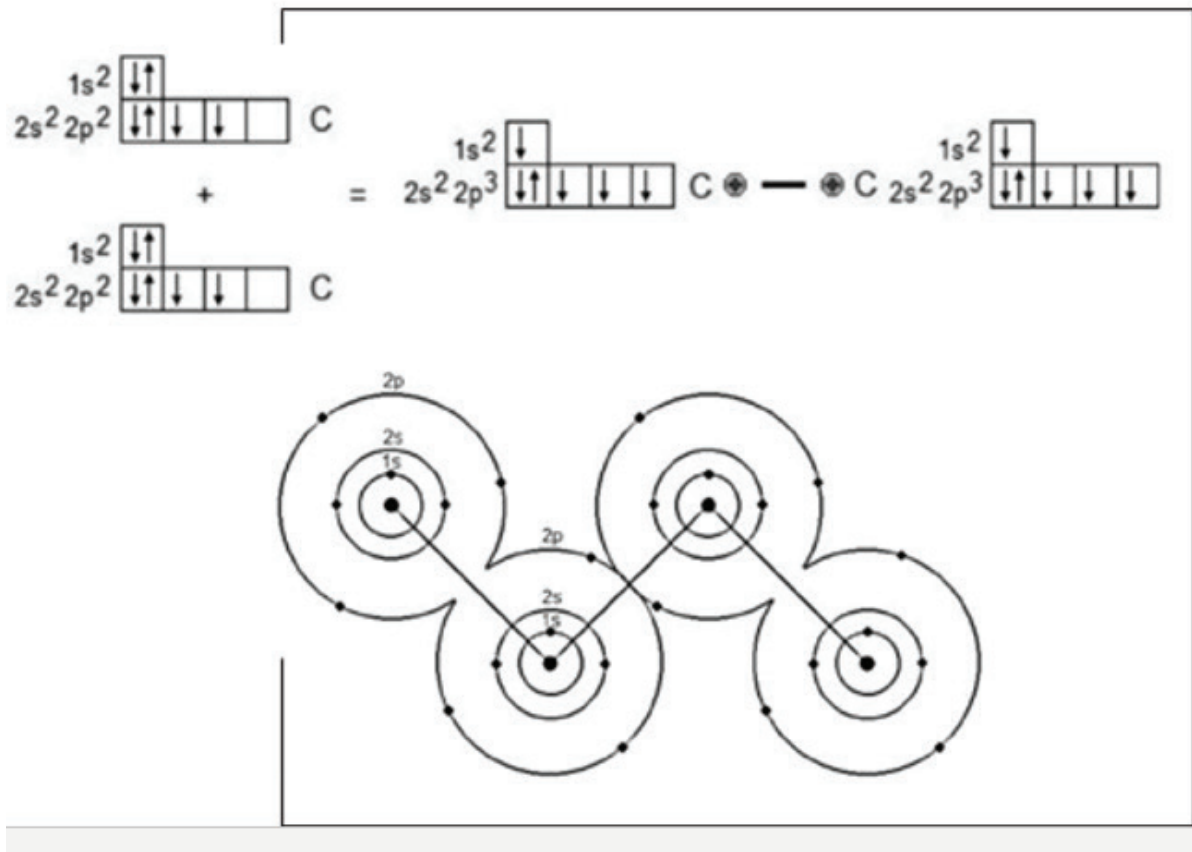 1s²
2s² 2p² C
+
1s²
2s² 2p² C
=
1s²
2s² 2p³ C — C
1s²
2s² 2p³
2p
2s
1s
2p
2s
1s